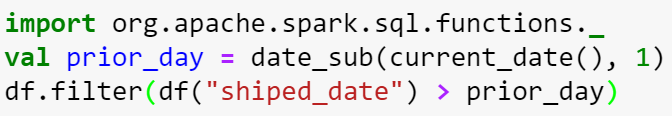 import org.apache.spark.sql.functions._
val prior_day = date_sub(current_date(), 1)
df.filter(df("shiped_date") > prior_day)